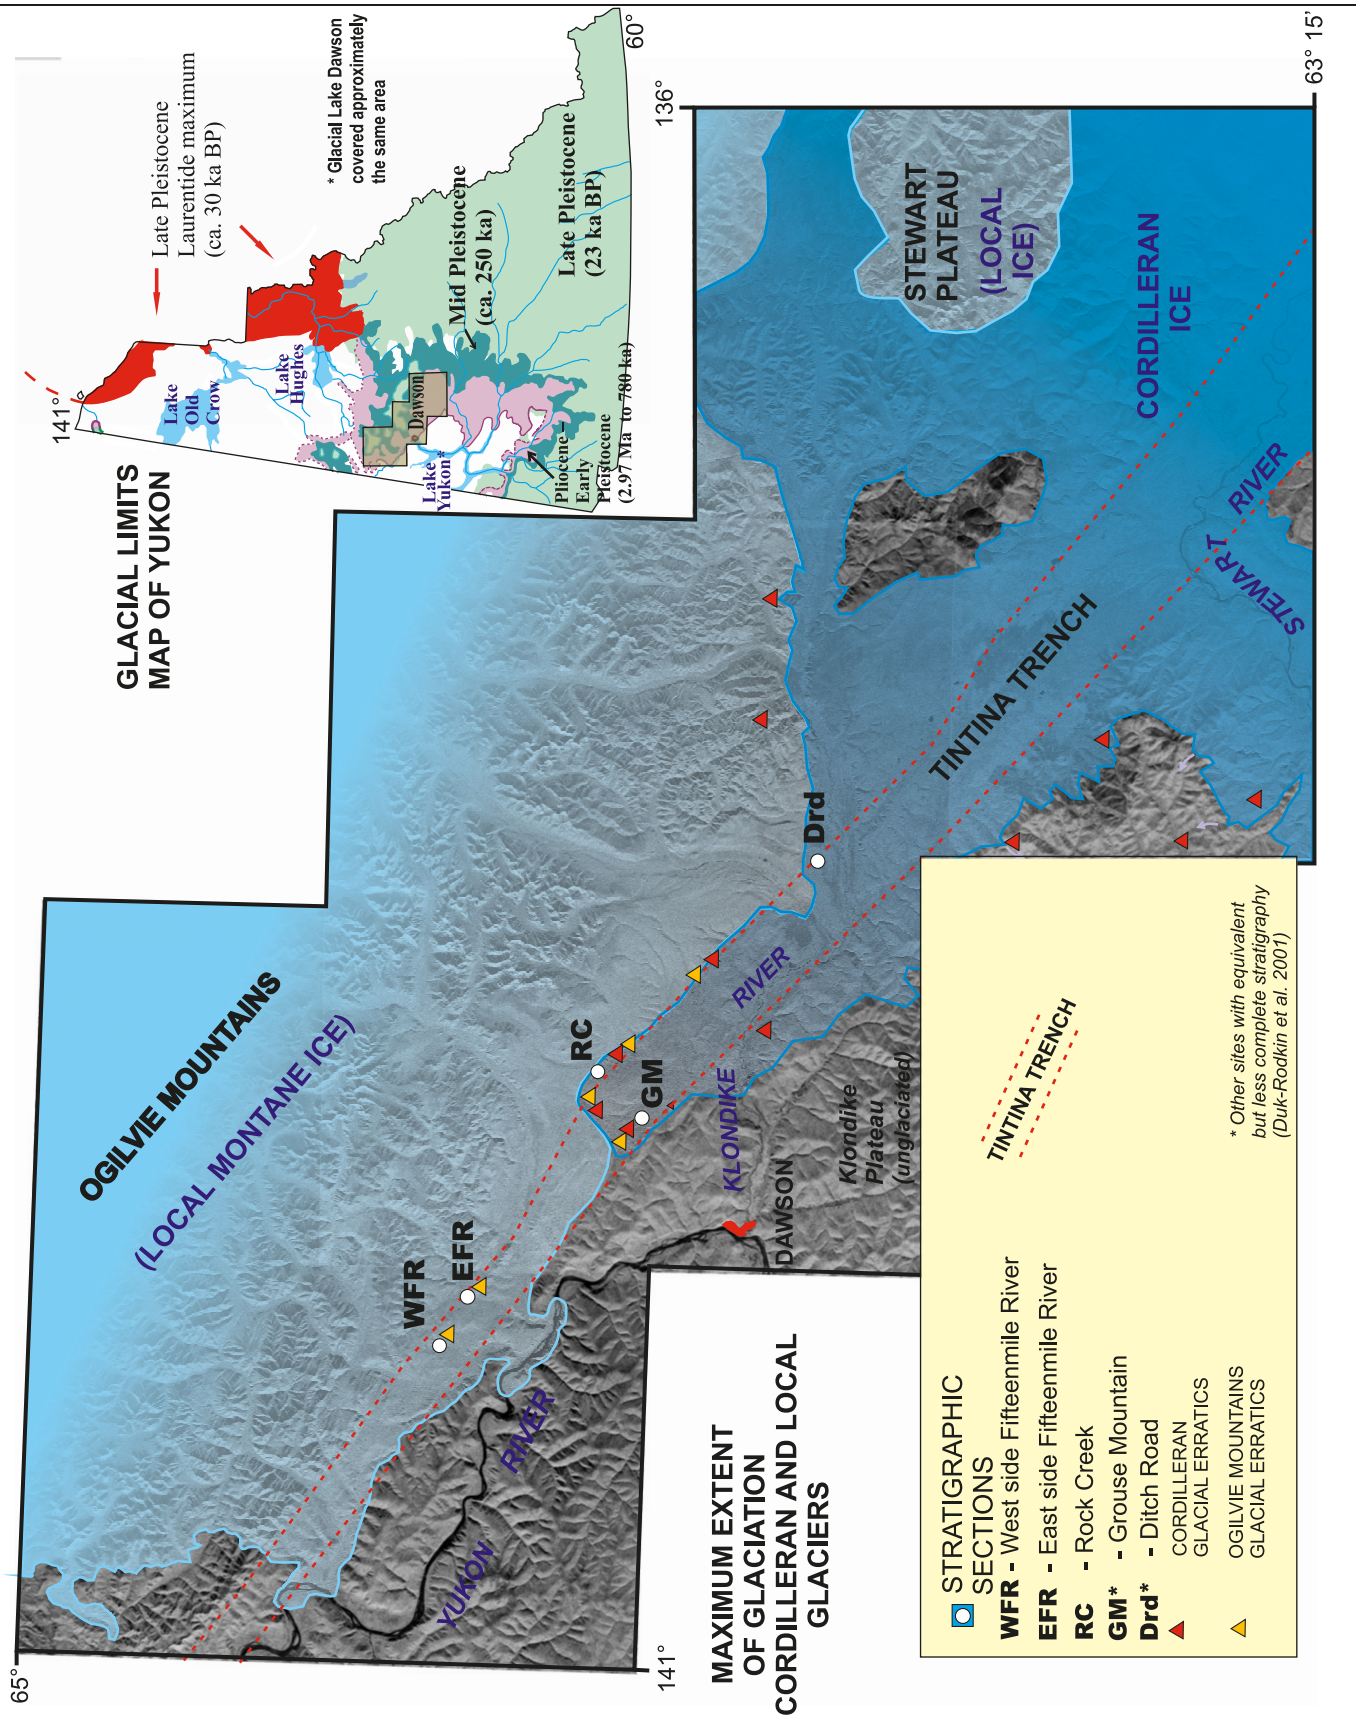 GLACIAL LIMITS
MAP OF YUKON
141°
60°
Late Pleistocene
Laurentide maximum
(ca. 30 ka BP)
* Glacial Lake Dawson
covered approximately
the same area
Lake
Old
Crow
Lake
Hughes
Mid Pleistocene
(ca. 250 ka)
Late Pleistocene
(23 ka BP)
Dawson
Lake
Yukon*
Pliocene –
Early
Pleistocene
(2.97 Ma to 780 ka)
65°
141°
136°
63° 15'
OGILVIE MOUNTAINS
(LOCAL MONTANE ICE)
WFR
EFR
RC
GM
Drd
YUKON
RIVER
KLONDIKE
RIVER
DAWSON
Klondike
Plateau
(unglaciated)
TINTINA TRENCH
STEWART
PLATEAU
(LOCAL
ICE)
CORDILLERAN
ICE
STEWART
RIVER
MAXIMUM EXTENT
OF GLACIATION
CORDILLERAN AND LOCAL
GLACIERS
STRATIGRAPHIC
SECTIONS
WFR - West side Fifteenmile River
EFR - East side Fifteenmile River
RC - Rock Creek
GM* - Grouse Mountain
Drd* - Ditch Road
CORDILLERAN
GLACIAL ERRATICS
OGILVIE MOUNTAINS
GLACIAL ERRATICS
TINTINA TRENCH
* Other sites with equivalent
but less complete stratigraphy
(Duk-Rodkin et al. 2001)